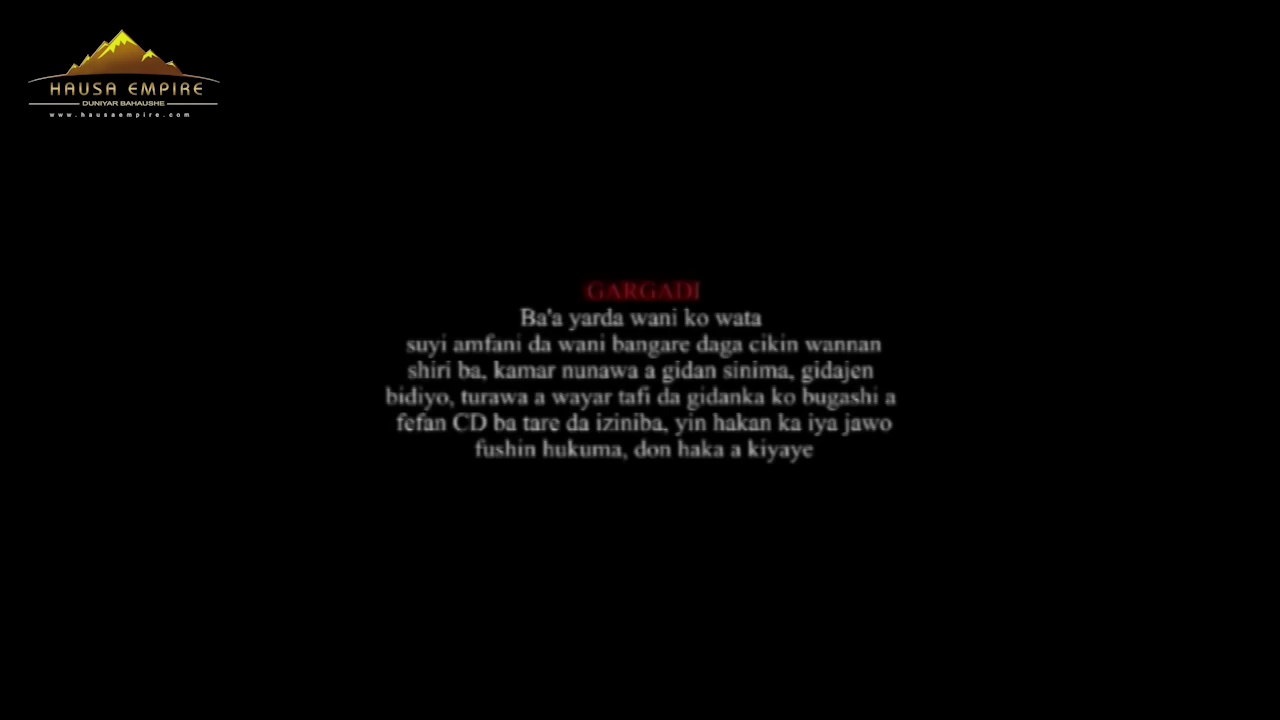 HAUSA EMPIRE
DUNIYAR BAHAUSHE
www.hausaempire.com
GARGADI
Ba'a yarda wani ko wata
suyi amfani da wani bangare daga cikin wannan
shiri ba, kamar nunawa a gidan sinima, gidajen
bidiyo, turawa a wayar tafi da gidanka ko bugashi a
fefan CD ba tare da iziniba, yin hakan ka iya jawo
fushin hukuma, don haka a kiyaye